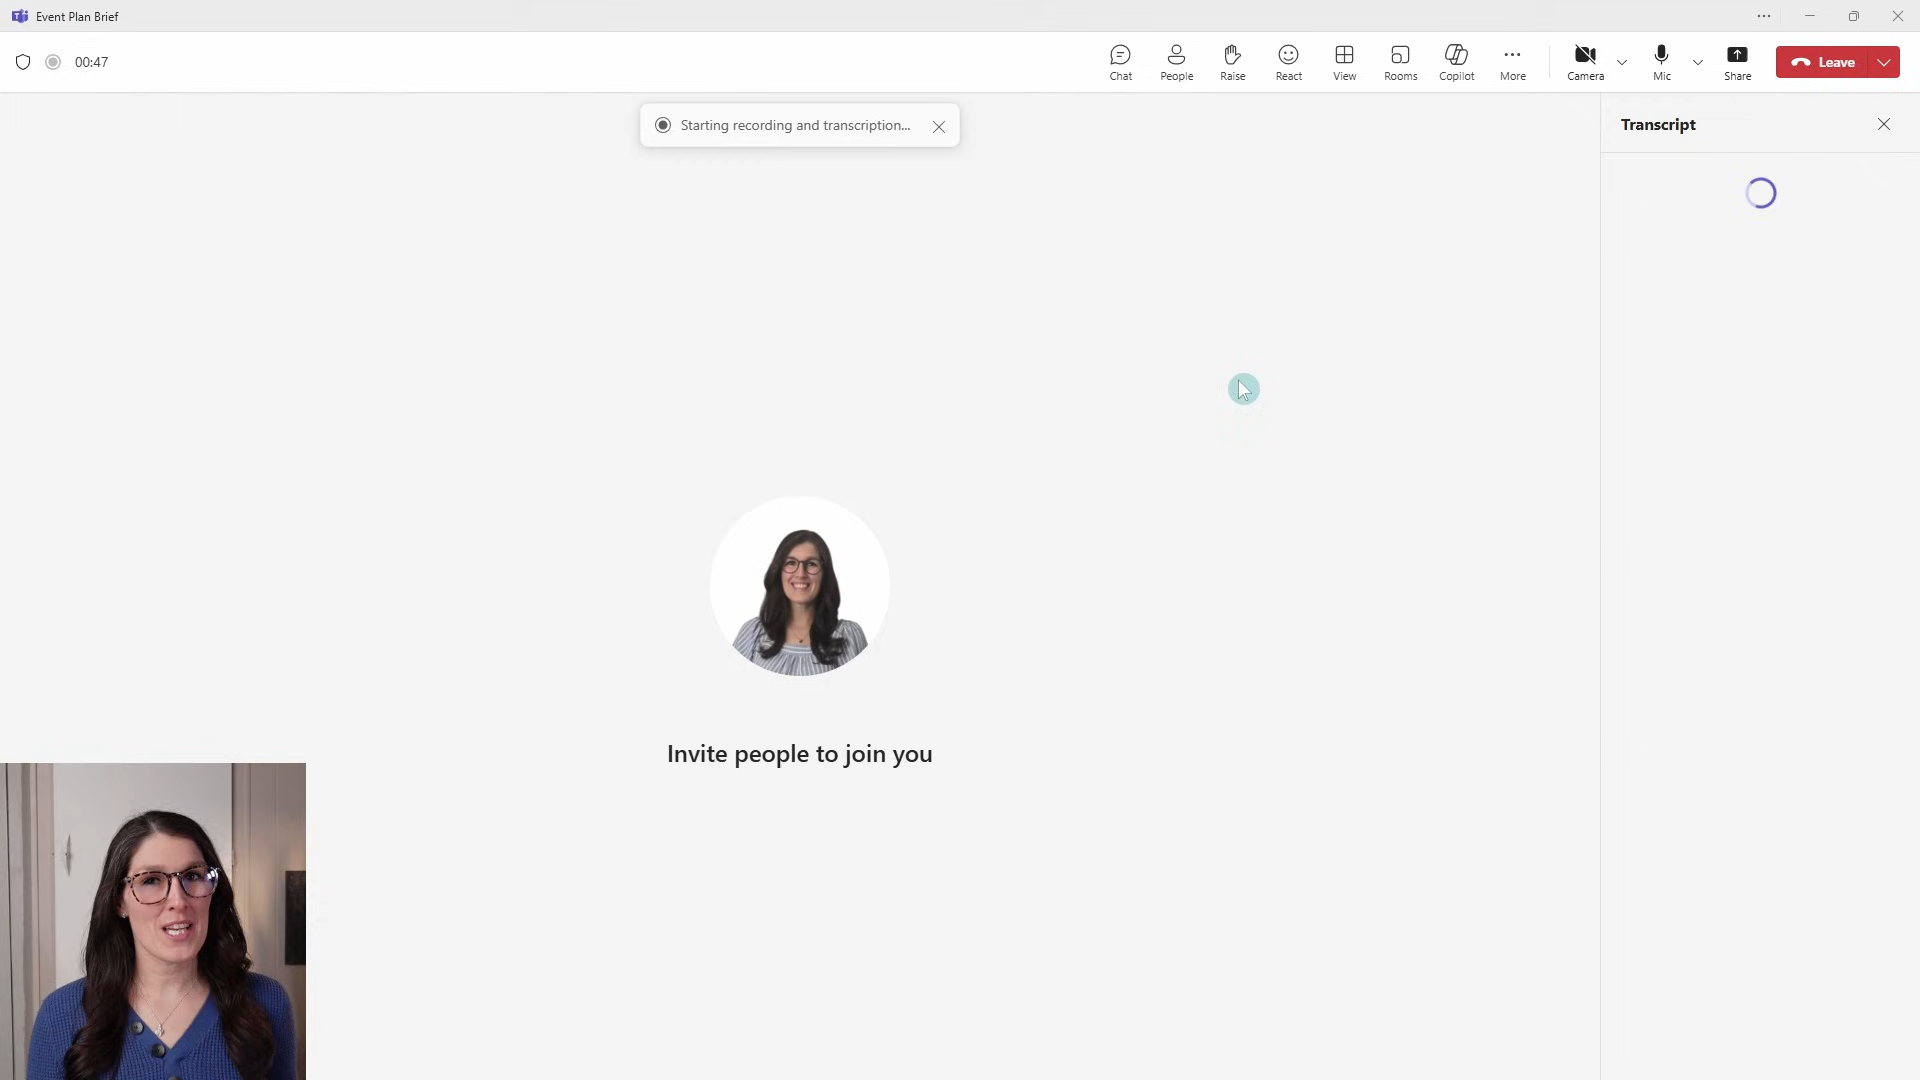 Event Plan Brief
00:47
Chat
People
Raise
React
View
Rooms
Copilot
More
Camera
Mic
Share
Leave
Starting recording and transcription...
Transcript
Invite people to join you